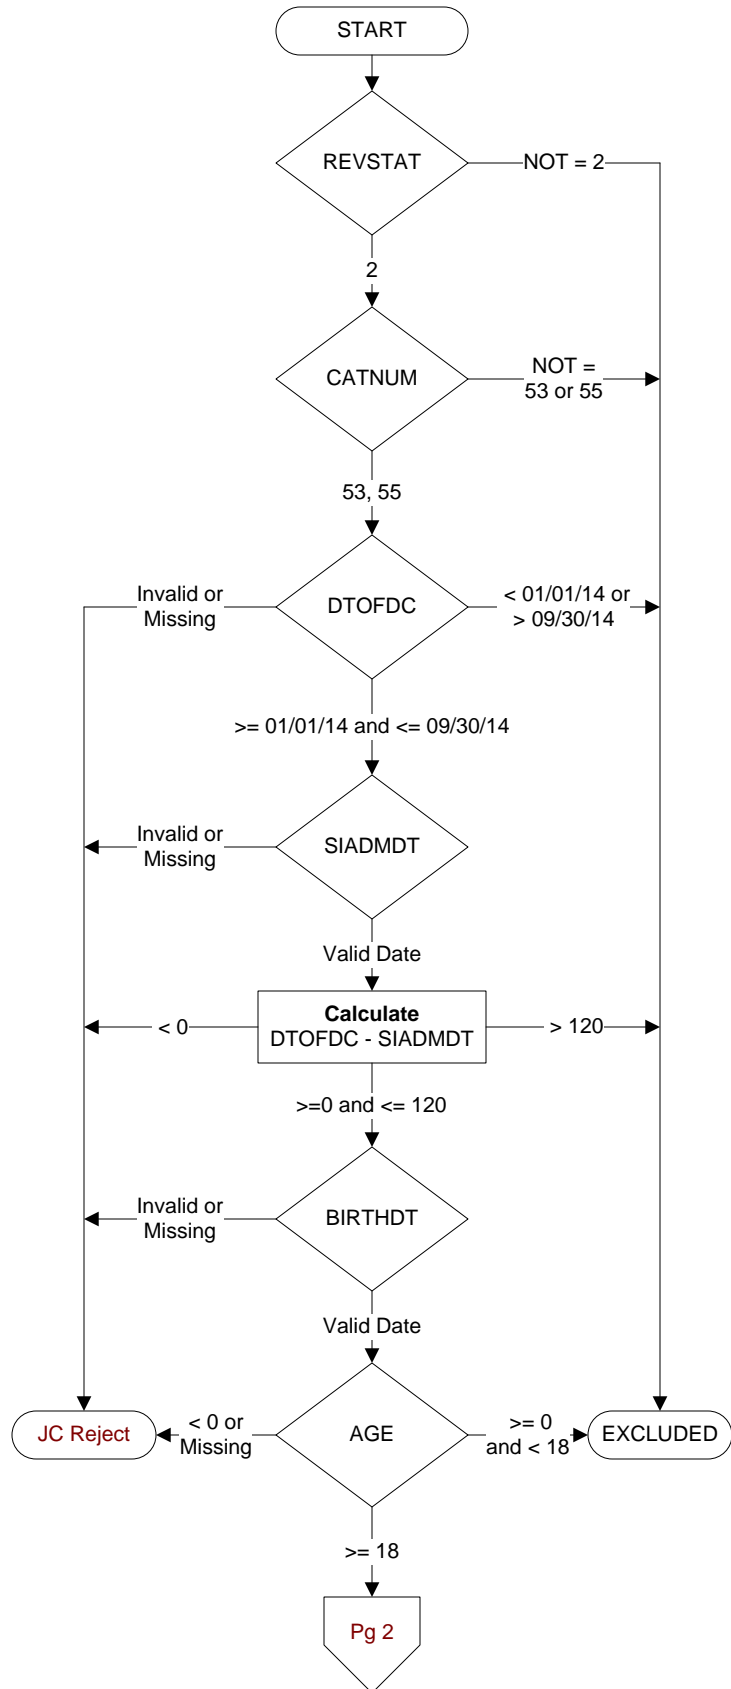 START
REVSTAT
NOT = 2
2
CATNUM
NOT =
53 or 55
53, 55
Invalid or
Missing
DTOFDC
< 01/01/14 or
> 09/30/14
>= 01/01/14 and <= 09/30/14
Invalid or
Missing
SIADMDT
Valid Date
< 0
Calculate
DTOFDC - SIADMDT
> 120
>=0 and <= 120
Invalid or
Missing
BIRTHDT
Valid Date
JC Reject
< 0 or
Missing
AGE
>= 0
and < 18
EXCLUDED
>= 18
Pg 2